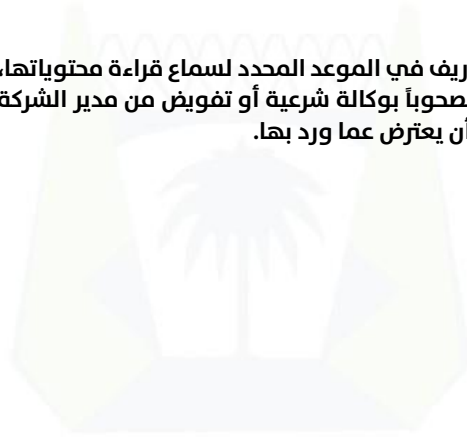 ريف في الموعد المحدد لسماع قراءة محتوياتها،
صحوباً بوكالة شرعية أو تفويض من مدير الشركة
أن يعترض عما ورد بها.